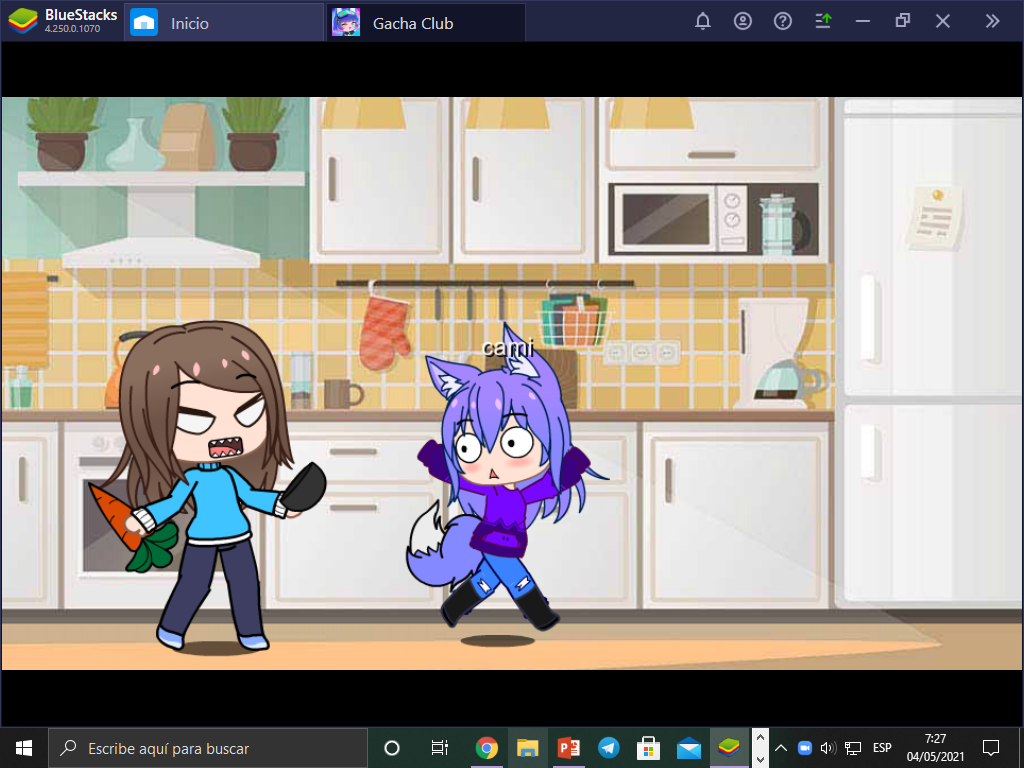 BlueStacks
4.250.0.1070
Inicio
Gacha Club
cami
Escribe aquí para buscar
ESP
7:27
04/05/2021